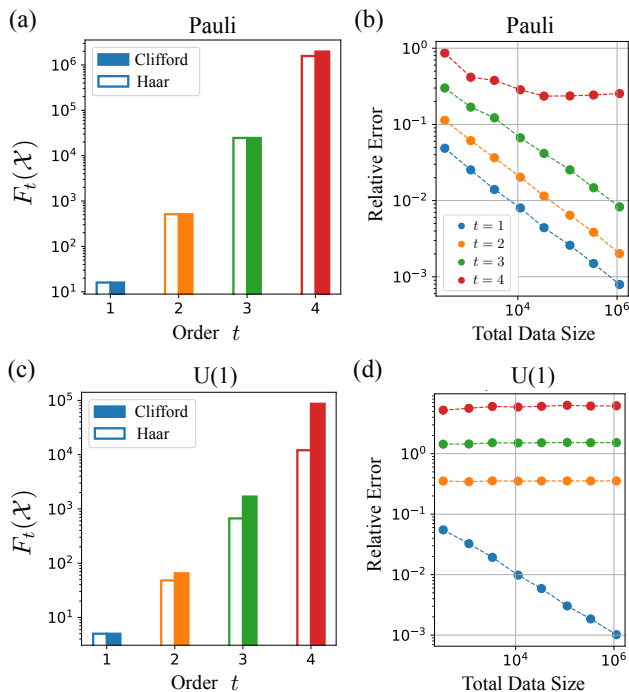 (a)
Pauli
Clifford
Haar
F_t(𝒳)
10^6
10^5
10^4
10^3
10^2
10^1
1 2 3 4
Order t
(b)
Pauli
Relative Error
10^0
10^-1
10^-2
10^-3
t = 1
t = 2
t = 3
t = 4
10^4 10^6
Total Data Size
(c)
U(1)
Clifford
Haar
F_t(𝒳)
10^5
10^4
10^3
10^2
10^1
1 2 3 4
Order t
(d)
U(1)
Relative Error
10^0
10^-1
10^-2
10^-3
10^4 10^6
Total Data Size